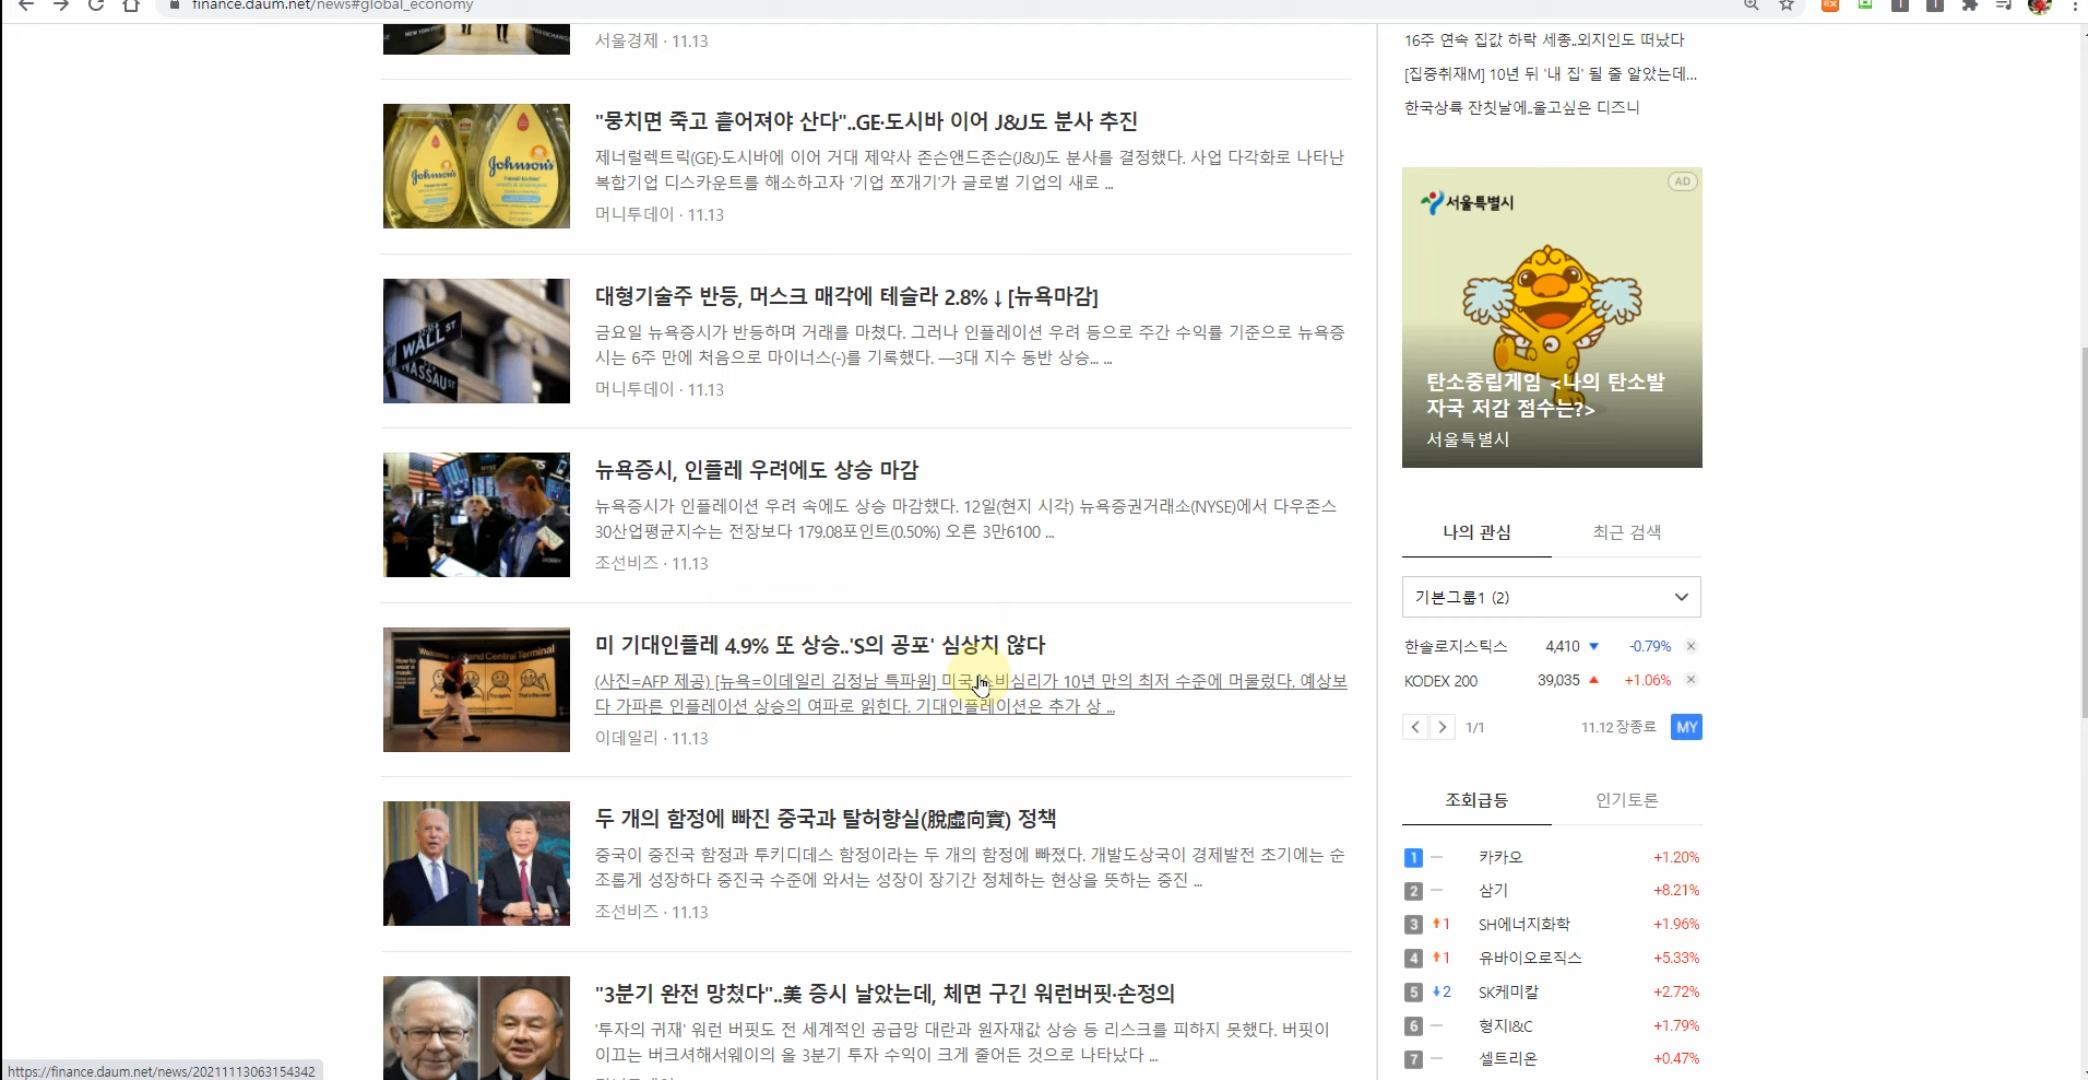 finance.daum.net/news#global_economy
서울경제 · 11.13
"뭉치면 죽고 흩어져야 산다"..GE·도시바 이어 J&J도 분사 추진
제너럴렉트릭(GE)·도시바에 이어 거대 제약사 존슨앤드존슨(J&J)도 분사를 결정했다. 사업 다각화로 나타난
복합기업 디스카운트를 해소하고자 '기업 쪼개기'가 글로벌 기업의 새로 ...
머니투데이 · 11.13
Johnson's
Johnson's
대형기술주 반등, 머스크 매각에 테슬라 2.8%↓[뉴욕마감]
금요일 뉴욕증시가 반등하며 거래를 마쳤다. 그러나 인플레이션 우려 등으로 주간 수익률 기준으로 뉴욕증
시는 6주 만에 처음으로 마이너스(-)를 기록했다. —3대 지수 동반 상승... ...
머니투데이 · 11.13
WALL ST
NASSAU ST
뉴욕증시, 인플레 우려에도 상승 마감
뉴욕증시가 인플레이션 우려 속에도 상승 마감했다. 12일(현지 시각) 뉴욕증권거래소(NYSE)에서 다우존스
30산업평균지수는 전장보다 179.08포인트(0.50%) 오른 3만6100 ...
조선비즈 · 11.13
미 기대인플레 4.9% 또 상승..'S의 공포' 심상치 않다
(사진=AFP 제공) [뉴욕=이데일리 김정남 특파원] 미국 소비심리가 10년 만의 최저 수준에 머물렀다. 예상보
다 가파른 인플레이션 상승의 여파로 읽힌다. 기대인플레이션은 추가 상 ...
이데일리 · 11.13
두 개의 함정에 빠진 중국과 탈허향실(脫虛向實) 정책
중국이 중진국 함정과 투키디데스 함정이라는 두 개의 함정에 빠졌다. 개발도상국이 경제발전 초기에는 순
조롭게 성장하다 중진국 수준에 와서는 성장이 장기간 정체하는 현상을 뜻하는 중진 ...
조선비즈 · 11.13
"3분기 완전 망쳤다"..美 증시 날았는데, 체면 구긴 워런버핏·손정의
'투자의 귀재' 워런 버핏도 전 세계적인 공급망 대란과 원자재값 상승 등 리스크를 피하지 못했다. 버핏이
이끄는 버크셔해서웨이의 올 3분기 투자 수익이 크게 줄어든 것으로 나타났다 ...
https://finance.daum.net/news/20211113063154342
16주 연속 집값 하락 세종..외지인도 떠났다
[집중취재M] 10년 뒤 '내 집' 될 줄 알았는데...
한국상륙 잔칫날에..울고싶은 디즈니
AD
서울특별시
탄소중립게임 <나의 탄소발
자국 저감 점수는?>
서울특별시
나의 관심 최근 검색
기본그룹1 (2)
한솔로지스틱스 4,410 ▼ -0.79% ×
KODEX 200 39,035 ▲ +1.06% ×
< > 1/1 11.12 장종료 MY
조회급등 인기토론
1 — 카카오 +1.20%
2 — 삼기 +8.21%
3 ↑1 SH에너지화학 +1.96%
4 ↑1 유바이오로직스 +5.33%
5 ↓2 SK케미칼 +2.72%
6 — 형지I&C +1.79%
7 — 셀트리온 +0.47%